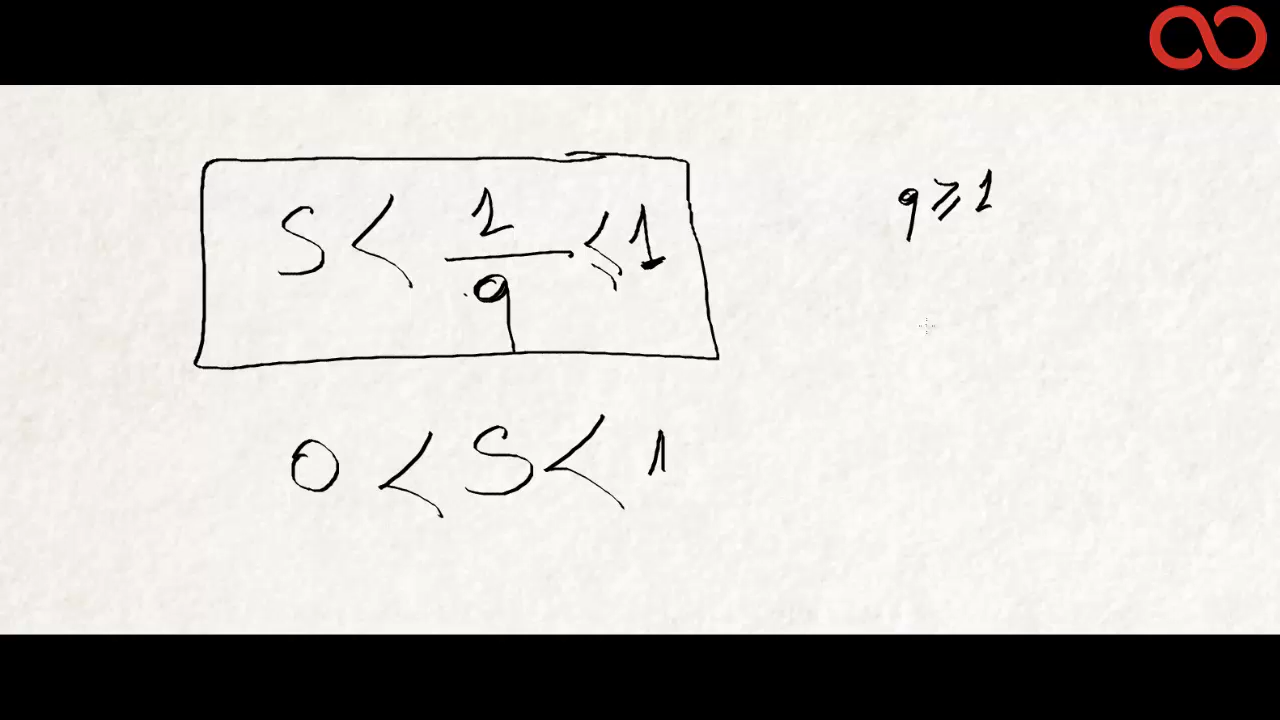 S < 1/q ≤ 1
q ≥ 1
0 < S < 1